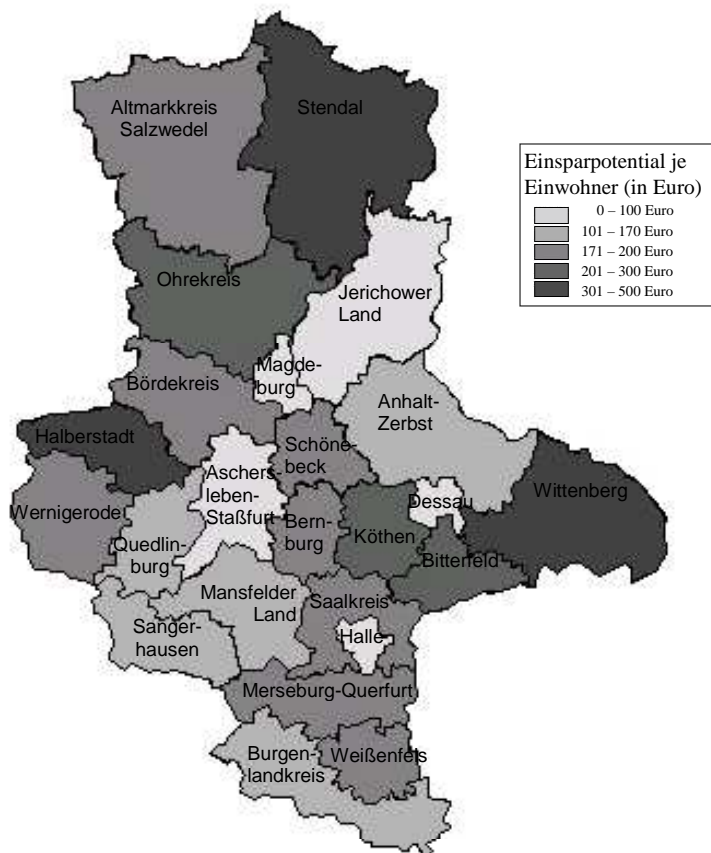 Altmarkkreis
Salzwedel
Stendal
Einsparpotential je
Einwohner (in Euro)
0 – 100 Euro
101 – 170 Euro
171 – 200 Euro
201 – 300 Euro
301 – 500 Euro
Ohrekreis
Jerichower
Land
Magde-
burg
Bördekreis
Anhalt-
Zerbst
Halberstadt
Schöne-
beck
Aschers
leben-
Staßfurt
Wernigerode
Dessau
Wittenberg
Bern-
burg
Köthen
Quedlin-
burg
Bitterfeld
Mansfelder
Land
Saalkreis
Sanger-
hausen
Halle
Merseburg-Querfurt
Burgen-
landkreis
Weißenfels